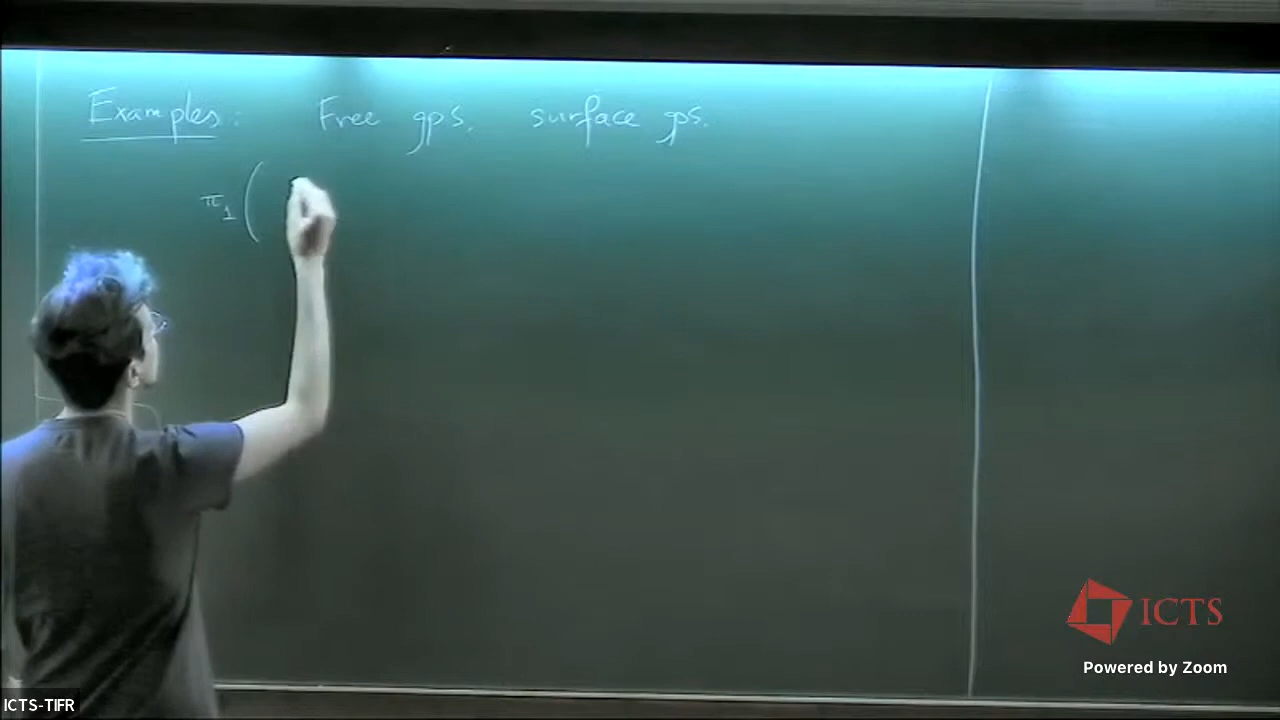 Examples: Free gps, surface gps.
π₁ (
ICTS
Powered by Zoom
ICTS-TIFR